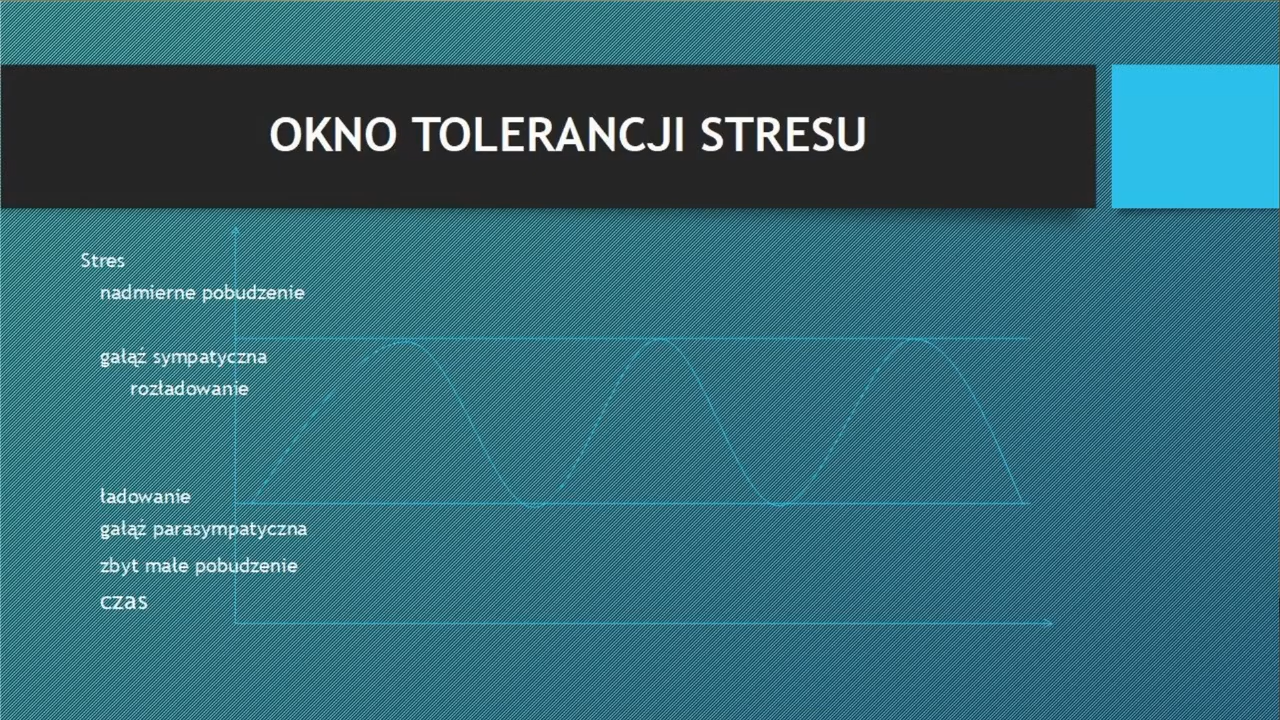 OKNO TOLERANCJI STRESU
Stres
nadmierne pobudzenie
gałąź sympatyczna
rozładowanie
ładowanie
gałąź parasympatyczna
zbyt małe pobudzenie
czas